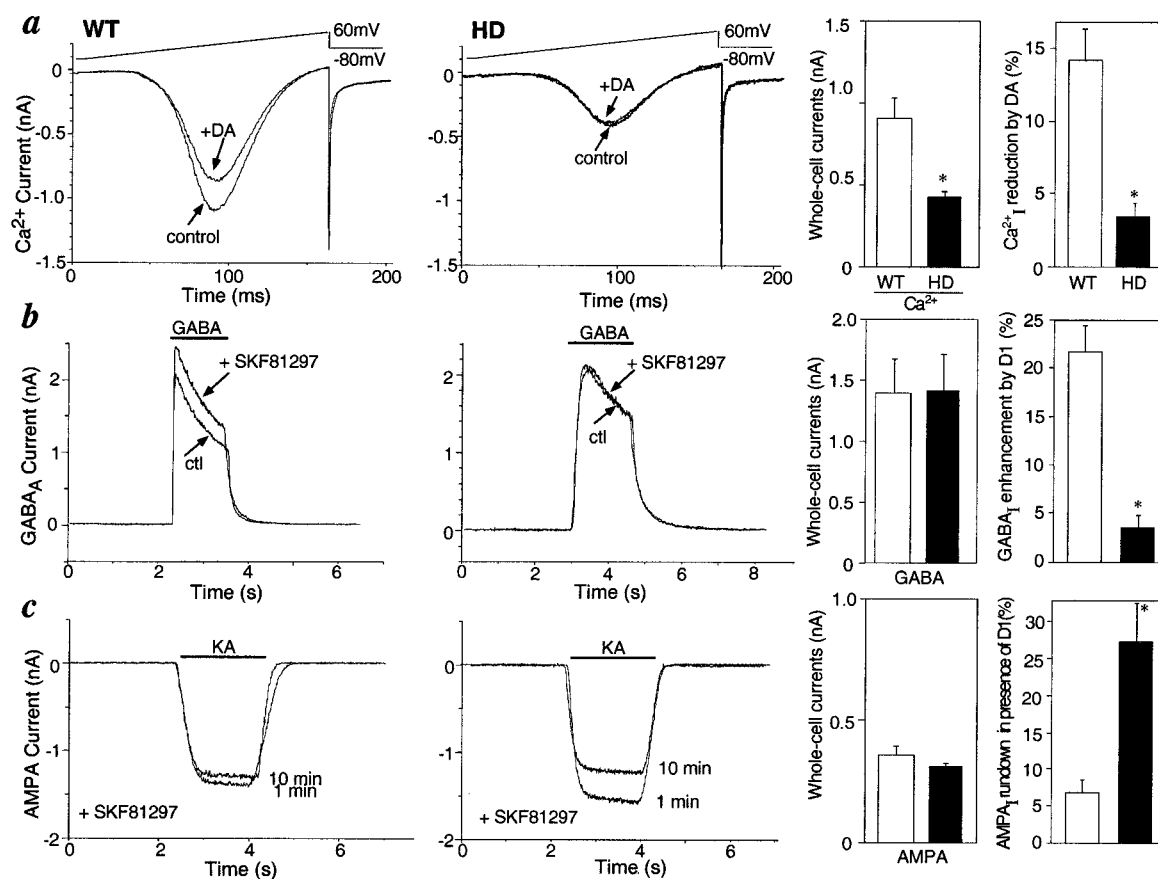 a
WT
60mV
-80mV
Ca²⁺ Current (nA)
0
-0.5
-1.0
-1.5
+DA
control
0 100 200
Time (ms)
HD
60mV
-80mV
0
-0.5
-1
-1.5
+DA
control
0 100 200
Time (ms)
Whole-cell currents (nA)
1.5
1.0
0.5
0
*
WT HD
Ca²⁺
Ca²⁺I reduction by DA (%)
15
10
5
0
*
WT HD
b
GABA
GABA_A Current (nA)
2
1
0
+ SKF81297
ctl
0 2 4 6
Time (s)
GABA
2
1
0
+ SKF81297
ctl
0 2 4 6 8
Time (s)
Whole-cell currents (nA)
2.0
1.5
1.0
0.5
0
GABA
GABA_I enhancement by D1 (%)
25
20
15
10
5
0
*
c
KA
AMPA Current (nA)
0
-1
-2
10 min
1 min
+ SKF81297
0 2 4 6
Time (s)
KA
0
-1
-2
10 min
1 min
+ SKF81297
0 2 4 6
Time (s)
Whole-cell currents (nA)
1.0
0.5
0
AMPA
AMPA_I rundown in presence of D1(%)
30
25
20
15
10
5
0
*